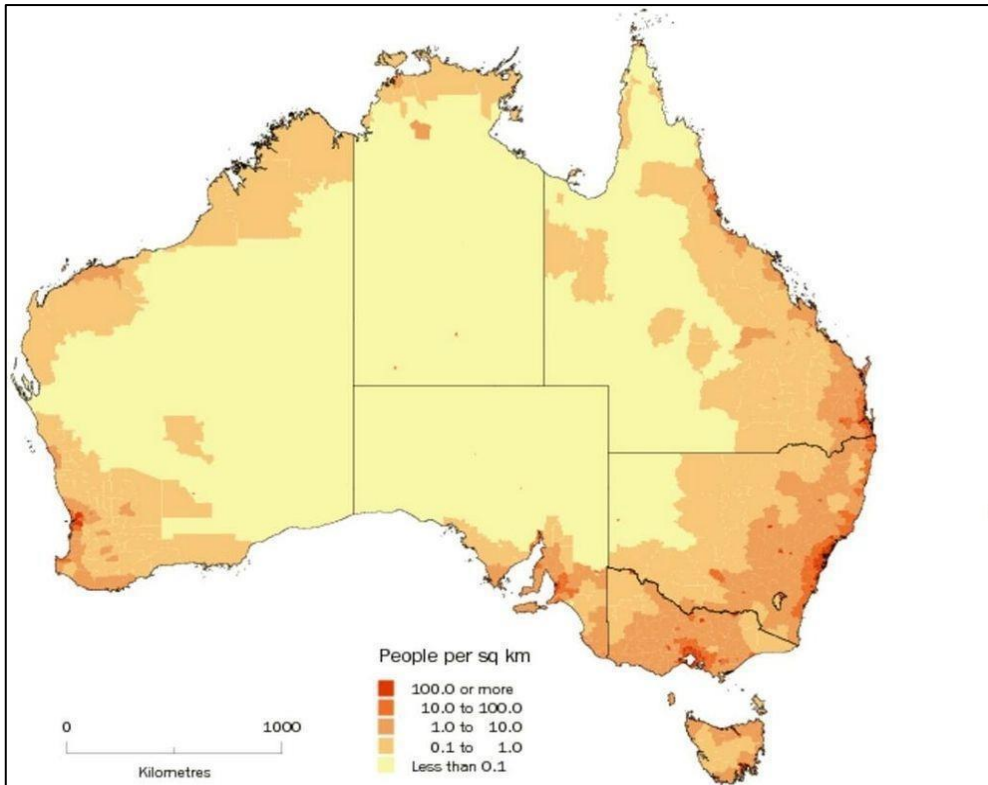 People per sq km
100.0 or more
10.0 to 100.0
1.0 to 10.0
0.1 to 1.0
Less than 0.1
0 1000
Kilometres